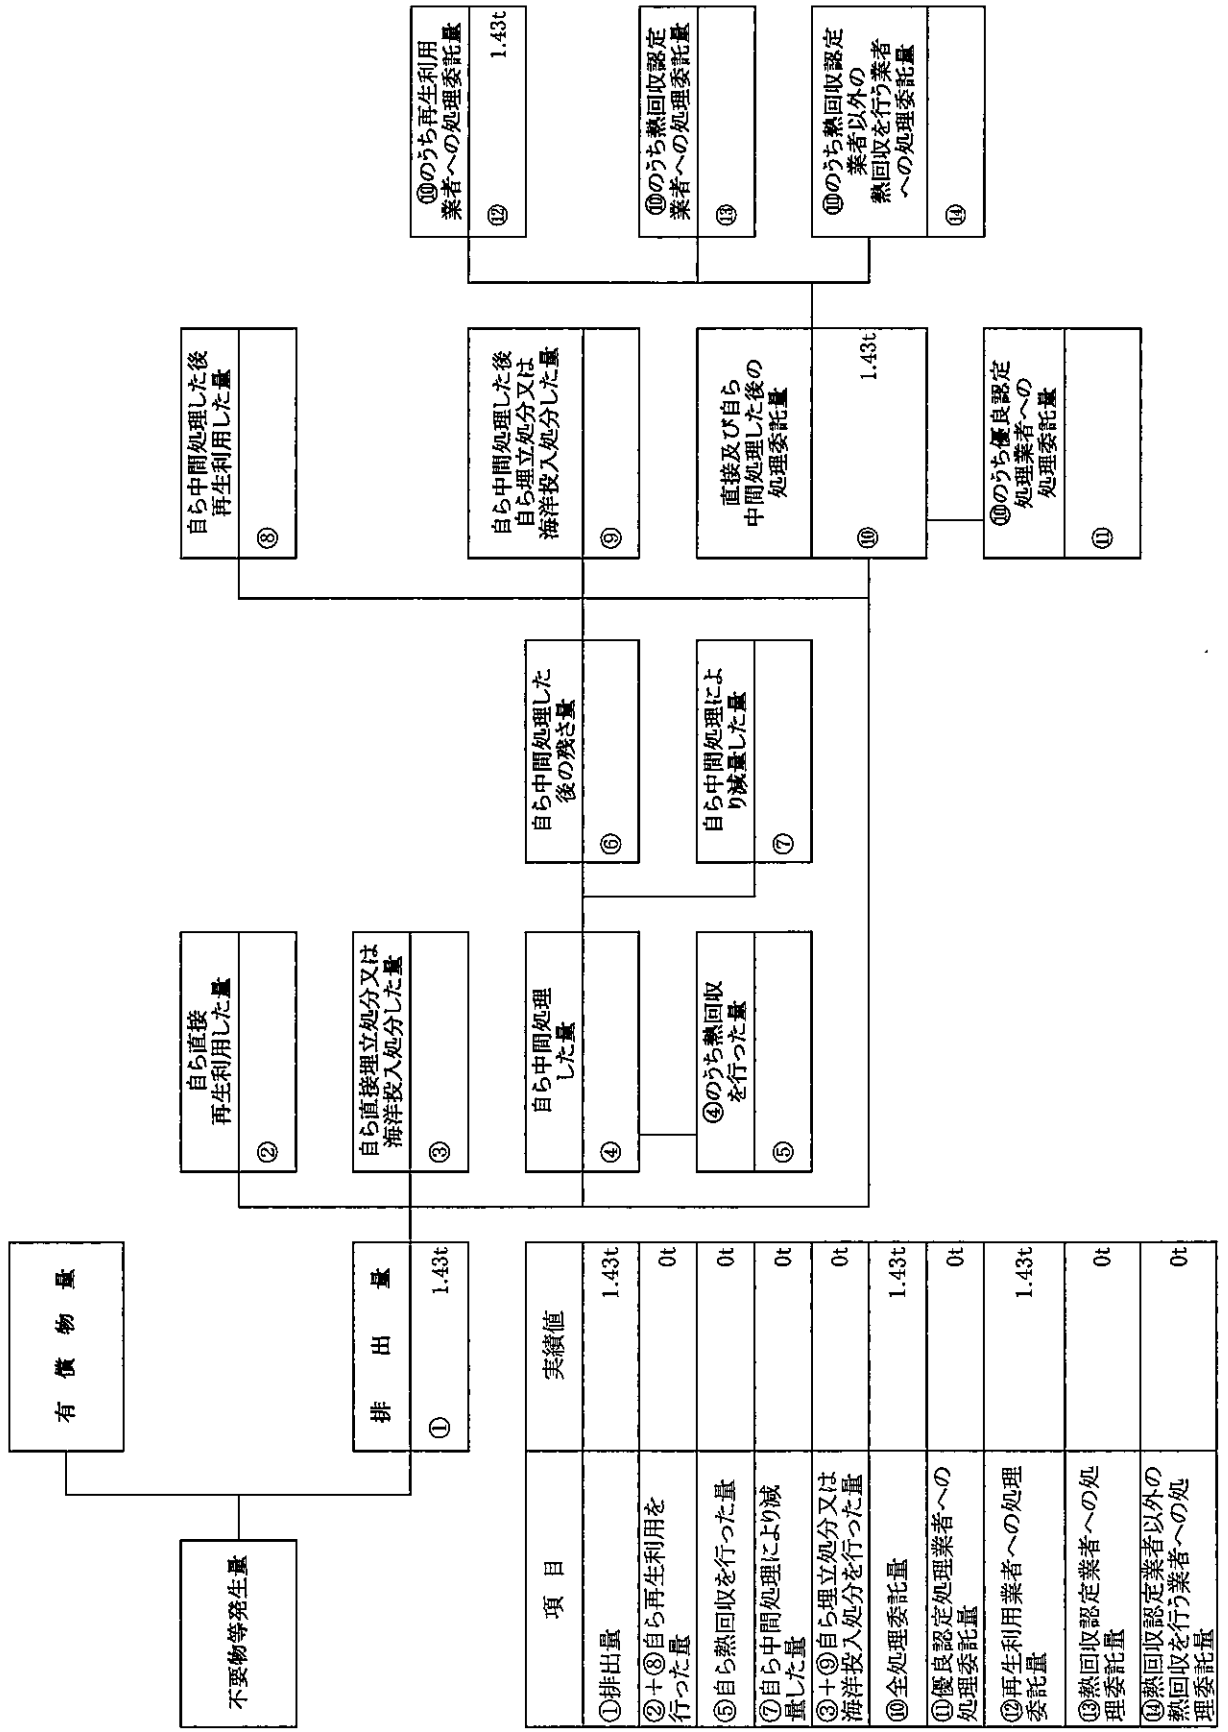 有 償 物 量
不要物等発生量
排 出 量
① 1.43t
自ら直接
再生利用した量
②
自ら直接埋立処分又は
海洋投入処分した量
③
自ら中間処理
した量
④
④のうち熱回収
を行った量
⑤
自ら中間処理した
後の残さ量
⑥
自ら中間処理によ
り減量した量
⑦
自ら中間処理した後
再生利用した量
⑧
自ら中間処理した後
自ら埋立処分又は
海洋投入処分した量
⑨
直接及び自ら
中間処理した後の
処理委託量
⑩ 1.43t
⑩のうち優良認定
処理業者への
処理委託量
⑪
⑩のうち再生利用
業者への処理委託量
⑫ 1.43t
⑩のうち熱回収認定
業者への処理委託量
⑬
⑩のうち熱回収認定
業者以外の
熱回収を行う業者
への処理委託量
⑭
項 目 実績値
①排出量 1.43t
②+⑧自ら再生利用を
行った量 0t
⑤自ら熱回収を行った量 0t
⑦自ら中間処理により減
量した量 0t
③+⑨自ら埋立処分又は
海洋投入処分を行った量 0t
⑩全処理委託量 1.43t
⑪優良認定処理業者への
処理委託量 0t
⑫再生利用業者への処理
委託量 1.43t
⑬熱回収認定業者への処
理委託量 0t
⑭熱回収認定業者以外の
熱回収を行う業者への処
理委託量 0t